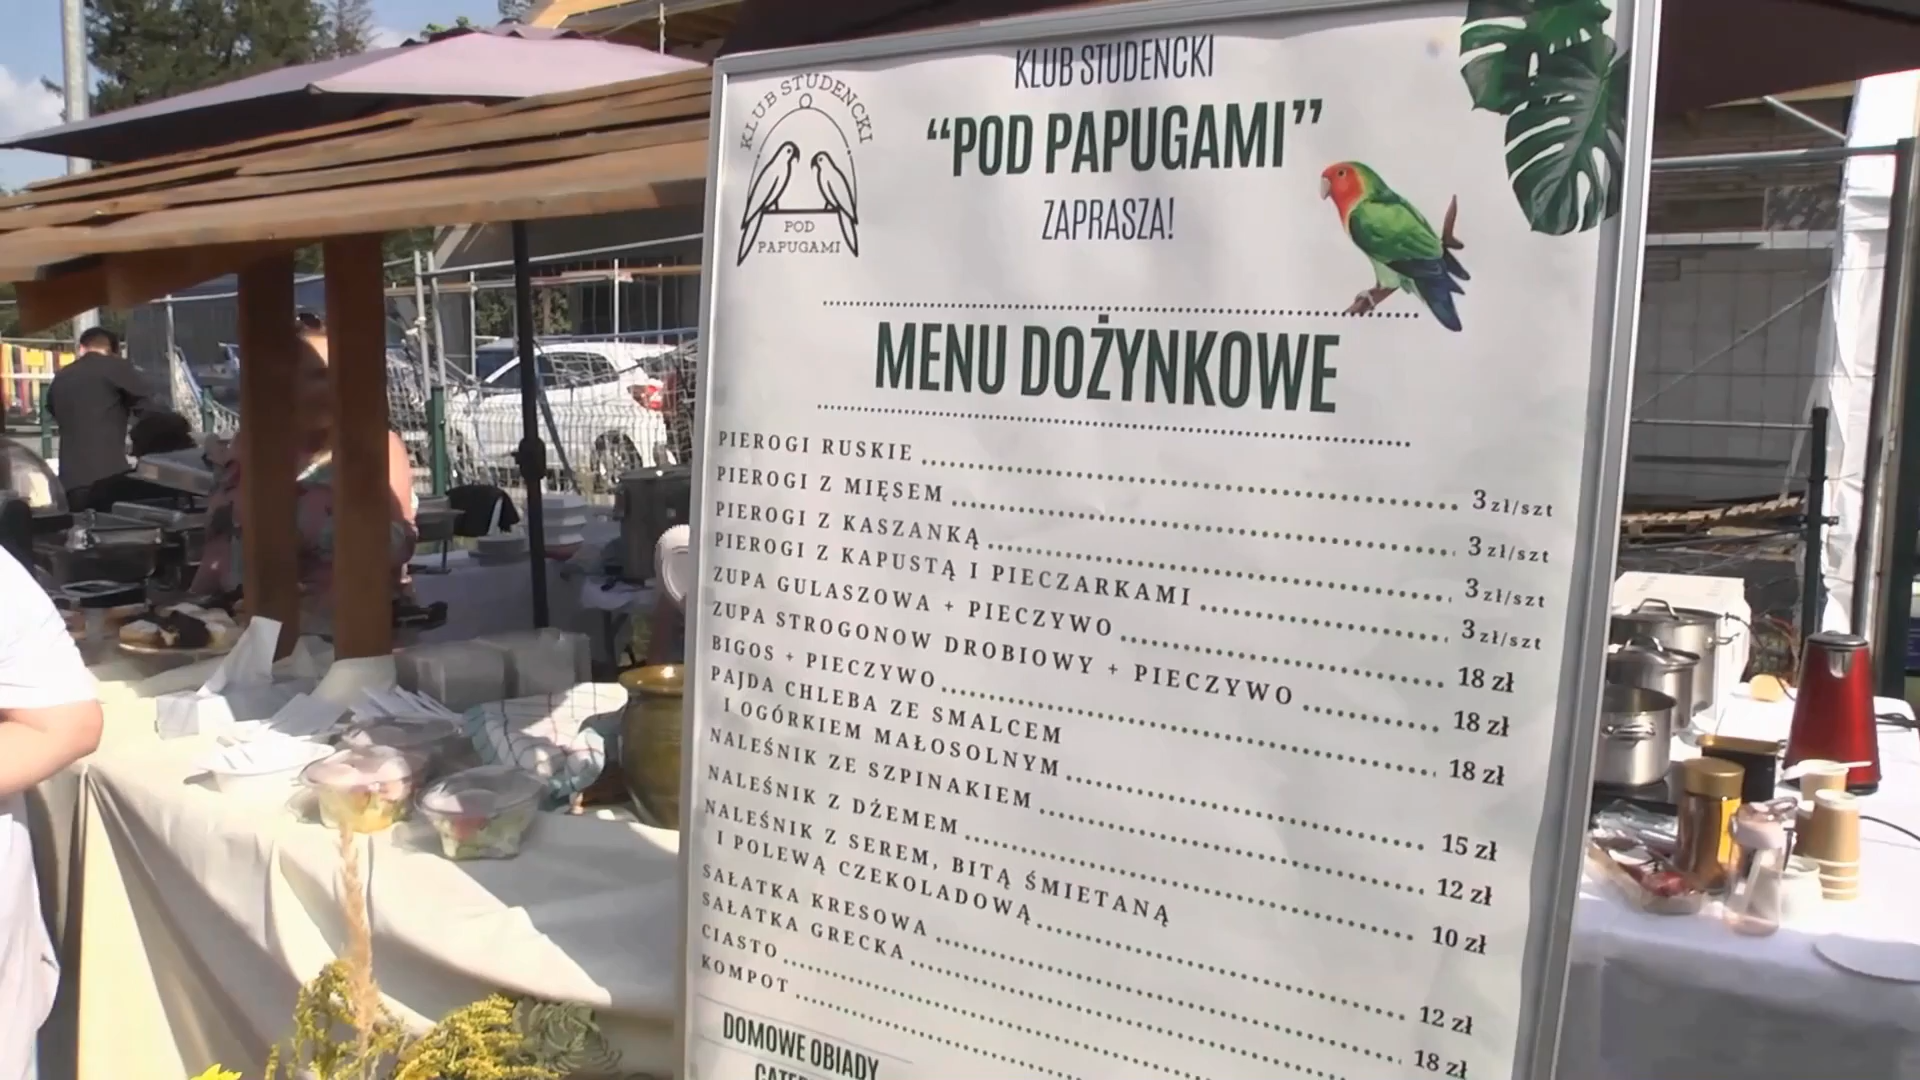 KLUB STUDENCKI
POD
PAPUGAMI
KLUB STUDENCKI
“POD PAPUGAMI”
ZAPRASZA!
MENU DOŻYNKOWE
PIEROGI RUSKIE 3 zł/szt
PIEROGI Z MIĘSEM 3 zł/szt
PIEROGI Z KASZANKĄ 3 zł/szt
PIEROGI Z KAPUSTĄ I PIECZARKAMI 3 zł/szt
ZUPA GULASZOWA + PIECZYWO 18 zł
ZUPA STROGONOW DROBIOWY + PIECZYWO 18 zł
BIGOS + PIECZYWO 18 zł
PAJDA CHLEBA ZE SMALCEM
I OGÓRKIEM MAŁOSOLNYM 15 zł
NALEŚNIK ZE SZPINAKIEM 12 zł
NALEŚNIK Z DŻEMEM 10 zł
NALEŚNIK Z SEREM, BITĄ ŚMIETANĄ
I POLEWĄ CZEKOLADOWĄ 12 zł
SAŁATKA KRESOWA 18 zł
SAŁATKA GRECKA
CIASTO
KOMPOT
DOMOWE OBIADY